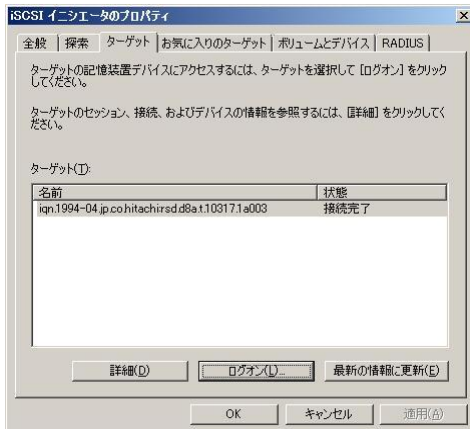 iSCSI イニシエータのプロパティ
全般 探索 ターゲット お気に入りのターゲット ボリュームとデバイス RADIUS
ターゲットの記憶装置デバイスにアクセスするには、ターゲットを選択して [ログオン] をクリック
してください。
ターゲットのセッション、接続、およびデバイスの情報を参照するには、[詳細] をクリックしてく
ださい。
ターゲット(T):
名前 状態
iqn.1994-04.jp.co.hitachi.rsd.d8a.t.10317.1a003 接続完了
詳細(D) ログオン(L)... 最新の情報に更新(E)
OK キャンセル 適用(A)